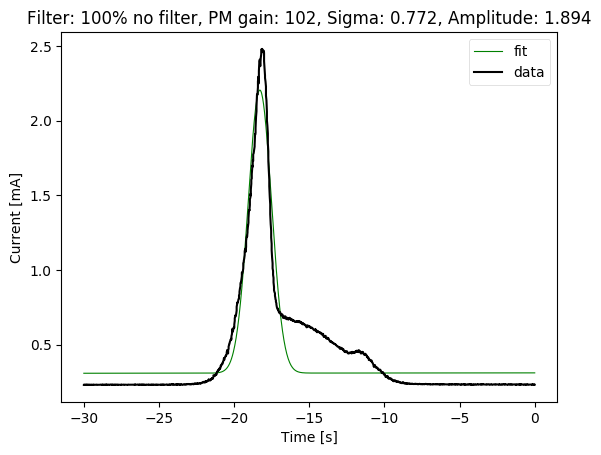 Filter: 100% no filter, PM gain: 102, Sigma: 0.772, Amplitude: 1.894
fit
data
2.5
2.0
1.5
1.0
0.5
Current [mA]
−30
−25
−20
−15
−10
−5
0
Time [s]